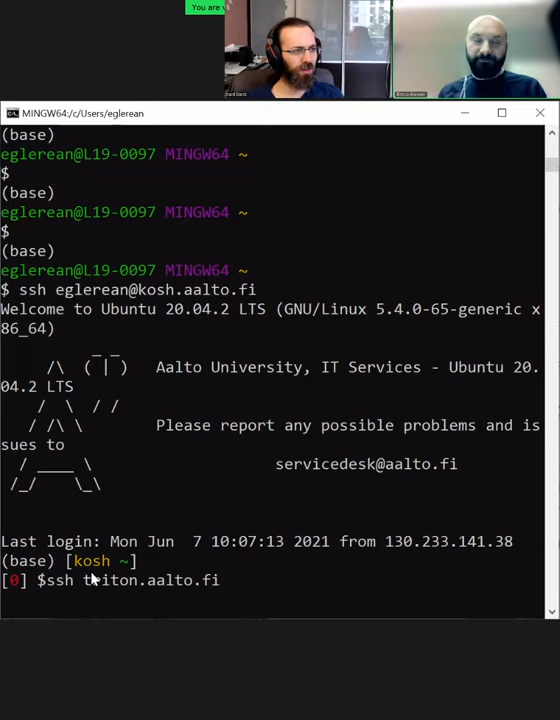 You are v
ard Darst
Enrico Glerean
MINGW64:/c/Users/eglerean
(base)
eglerean@L19-0097 MINGW64 ~
$
(base)
eglerean@L19-0097 MINGW64 ~
$
(base)
eglerean@L19-0097 MINGW64 ~
$ ssh eglerean@kosh.aalto.fi
Welcome to Ubuntu 20.04.2 LTS (GNU/Linux 5.4.0-65-generic x
86_64)
Aalto University, IT Services - Ubuntu 20.
04.2 LTS
Please report any possible problems and is
sues to
servicedesk@aalto.fi
Last login: Mon Jun  7 10:07:13 2021 from 130.233.141.38
(base) [kosh ~]
[0] $ssh triton.aalto.fi